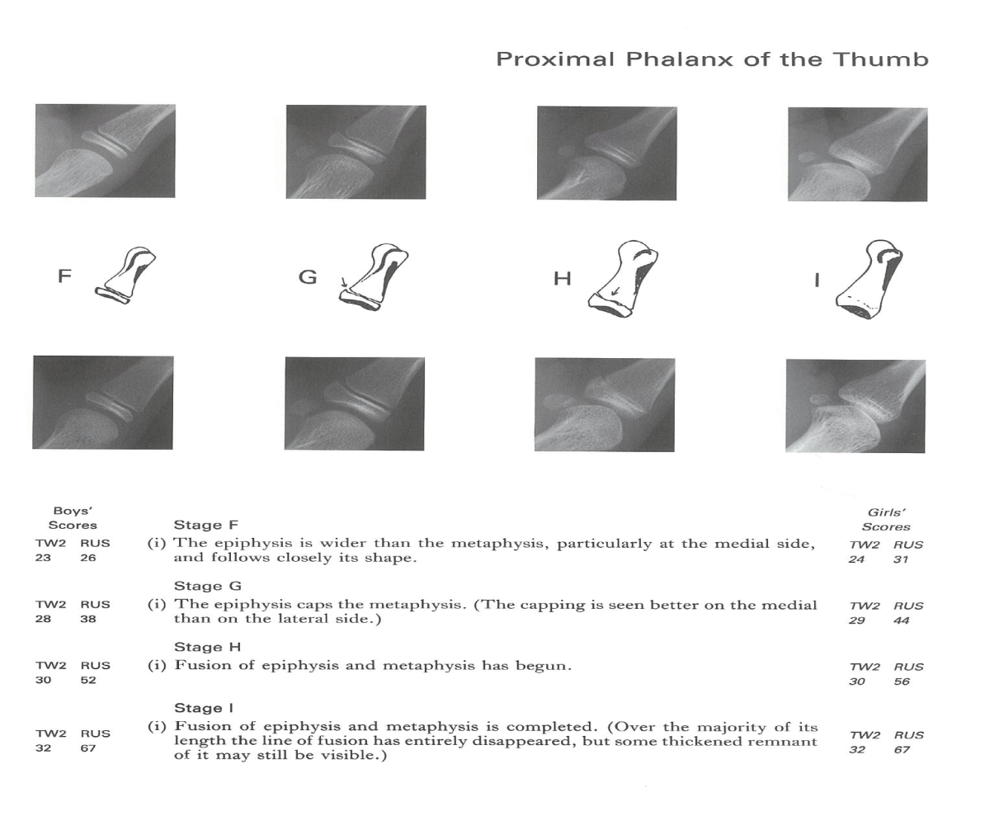 Proximal Phalanx of the Thumb
F G H I
Boys’ Girls’
Scores Stage F Scores
TW2 RUS (i) The epiphysis is wider than the metaphysis, particularly at the medial side, TW2 RUS
23 26 and follows closely its shape. 24 31
Stage G
TW2 RUS (i) The epiphysis caps the metaphysis. (The capping is seen better on the medial TW2 RUS
28 38 than on the lateral side.) 29 44
Stage H
TW2 RUS (i) Fusion of epiphysis and metaphysis has begun. TW2 RUS
30 52 30 56
Stage I
(i) Fusion of epiphysis and metaphysis is completed. (Over the majority of its
TW2 RUS length the line of fusion has entirely disappeared, but some thickened remnant TW2 RUS
32 67 of it may still be visible.) 32 67